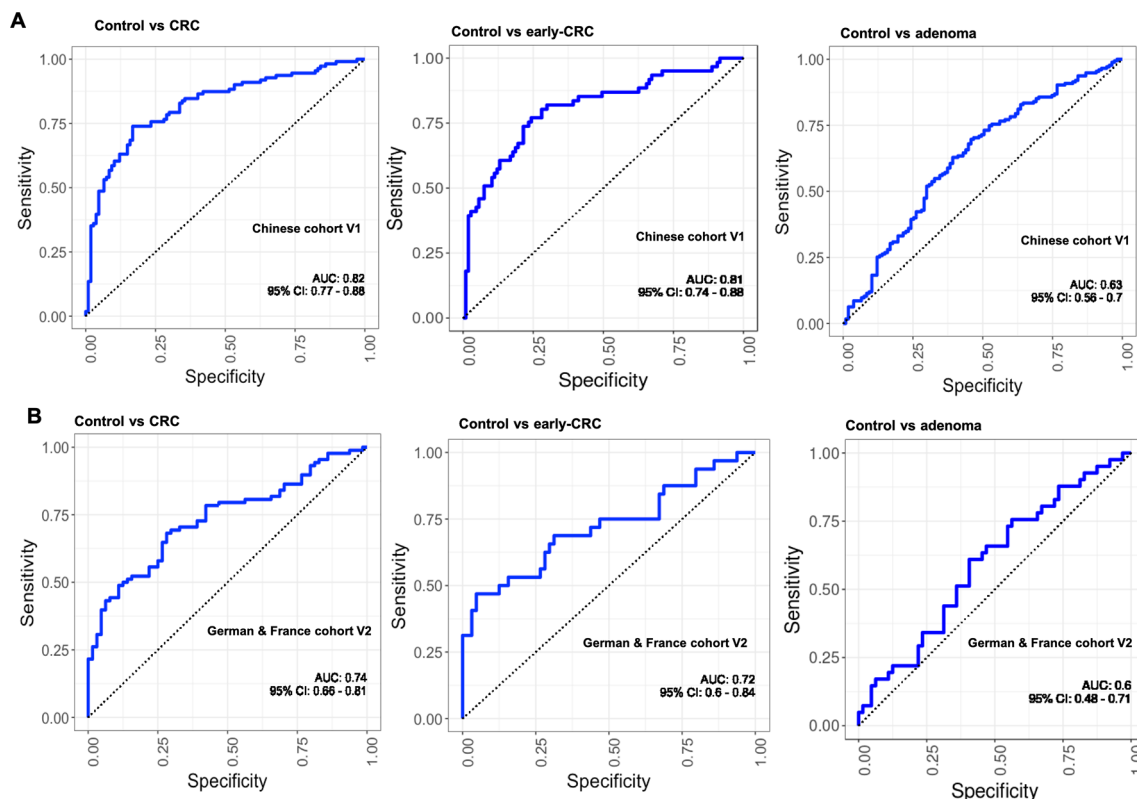 A
Control vs CRC
1.00
0.75
0.50
0.25
0.00
Sensitivity
Chinese cohort V1
AUC: 0.82
95% CI: 0.77 - 0.88
0.00
0.25
0.50
0.75
1.00
Specificity
Control vs early-CRC
1.00
0.75
0.50
0.25
0.00
Sensitivity
Chinese cohort V1
AUC: 0.81
95% CI: 0.74 - 0.88
0.00
0.25
0.50
0.75
1.00
Specificity
Control vs adenoma
1.00
0.75
0.50
0.25
0.00
Sensitivity
Chinese cohort V1
AUC: 0.63
95% CI: 0.56 - 0.7
0.00
0.25
0.50
0.75
1.00
Specificity
B
Control vs CRC
1.00
0.75
0.50
0.25
0.00
Sensitivity
German & France cohort V2
AUC: 0.74
95% CI: 0.66 - 0.81
0.00
0.25
0.50
0.75
1.00
Specificity
Control vs early-CRC
1.00
0.75
0.50
0.25
0.00
Sensitivity
German & France cohort V2
AUC: 0.72
95% CI: 0.6 - 0.84
0.00
0.25
0.50
0.75
1.00
Specificity
Control vs adenoma
1.00
0.75
0.50
0.25
0.00
Sensitivity
German & France cohort V2
AUC: 0.6
95% CI: 0.48 - 0.71
0.00
0.25
0.50
0.75
1.00
Specificity